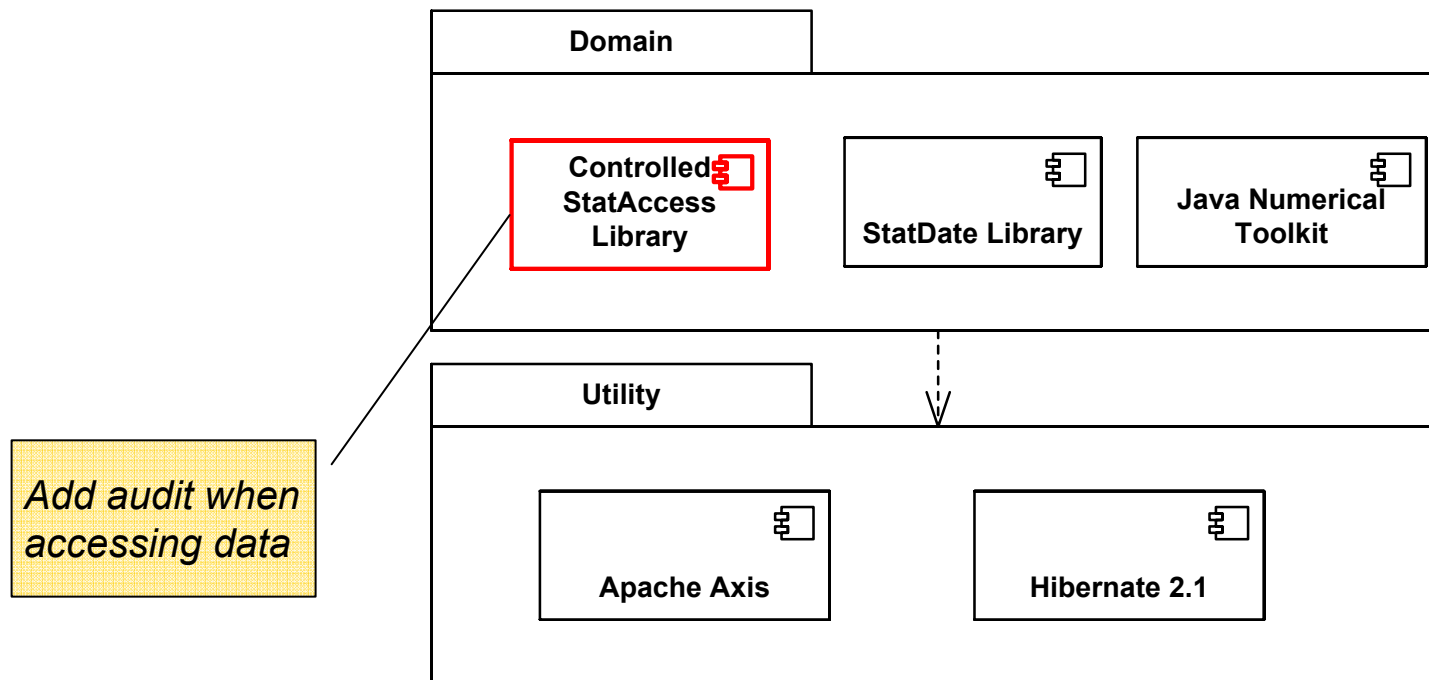 Domain
Controlled
StatAccess
Library
StatDate Library
Java Numerical
Toolkit
Utility
Add audit when
accessing data
Apache Axis
Hibernate 2.1